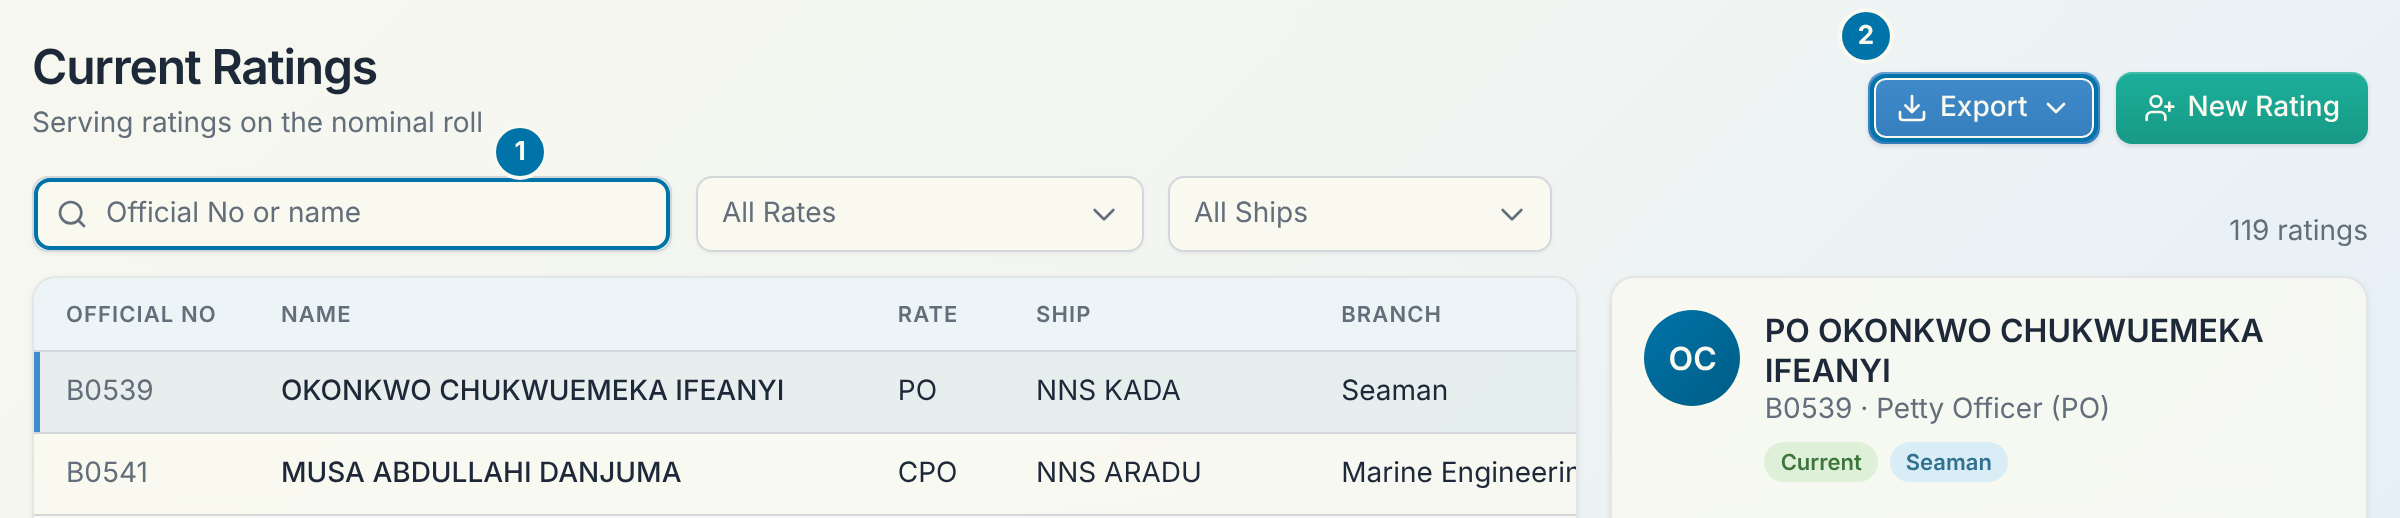 Current Ratings
Serving ratings on the nominal roll
1
2
Export
New Rating
Official No or name
All Rates
All Ships
119 ratings
OFFICIAL NO NAME RATE SHIP BRANCH
B0539 OKONKWO CHUKWUEMEKA IFEANYI PO NNS KADA Seaman
B0541 MUSA ABDULLAHI DANJUMA CPO NNS ARADU Marine Engineerin
OC
PO OKONKWO CHUKWUEMEKA
IFEANYI
B0539 · Petty Officer (PO)
Current Seaman